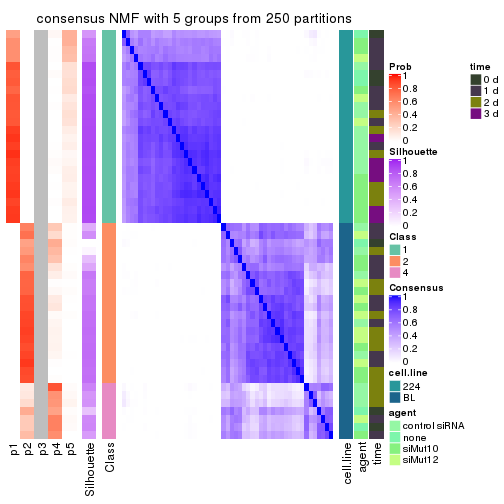 consensus NMF with 5 groups from 250 partitions
Prob
1
0.8
0.6
0.4
0.2
0
time
0 d
1 d
2 d
3 d
Silhouette
1
0.8
0.6
0.4
0.2
0
Class
1
2
4
Consensus
1
0.8
0.6
0.4
0.2
0
cell.line
224
BL
agent
control siRNA
none
siMut10
siMut12
p1
p2
p3
p4
p5
Silhouette
Class
cell.line
agent
time